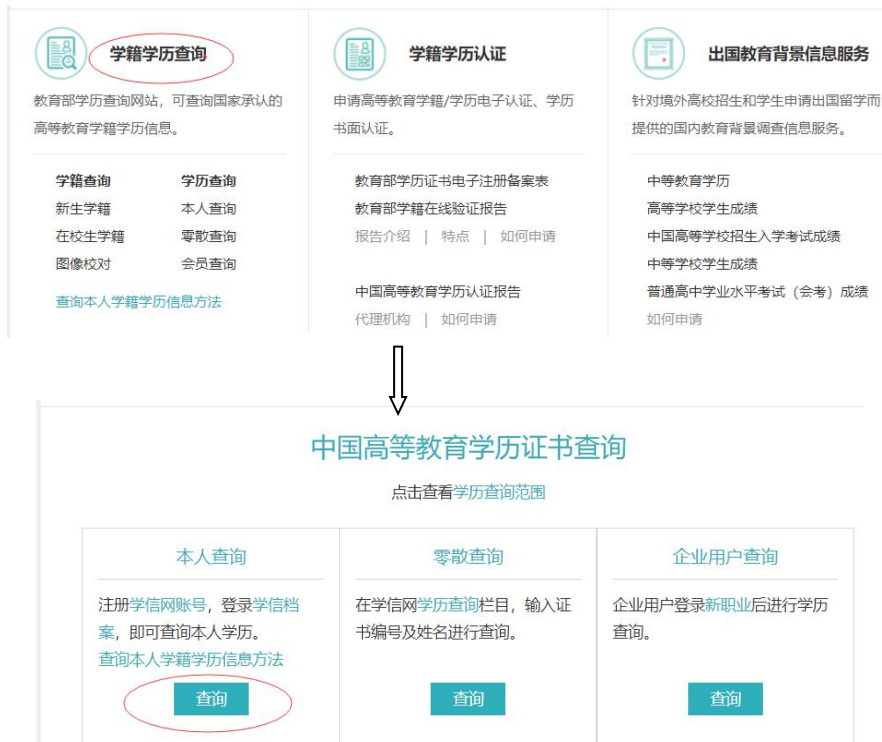 学籍学历查询
教育部学历查询网站，可查询国家承认的
高等教育学籍学历信息。
学籍查询 学历查询
新生学籍 本人查询
在校生学籍 零散查询
图像校对 会员查询
查询本人学籍学历信息方法
学籍学历认证
申请高等教育学籍/学历电子认证、学历
书面认证。
教育部学历证书电子注册备案表
教育部学籍在线验证报告
报告介绍 | 特点 | 如何申请
中国高等教育学历认证报告
代理机构 | 如何申请
出国教育背景信息服务
针对境外高校招生和学生申请出国留学而
提供的国内教育背景调查信息服务。
中等教育学历
高等学校学生成绩
中国高等学校招生入学考试成绩
中等学校学生成绩
普通高中学业水平考试（会考）成绩
如何申请
中国高等教育学历证书查询
点击查看学历查询范围
本人查询
注册学信网账号，登录学信档
案，即可查询本人学历。
查询本人学籍学历信息方法
查询
零散查询
在学信网学历查询栏目，输入证
书编号及姓名进行查询。
查询
企业用户查询
企业用户登录新职业后进行学历
查询。
查询